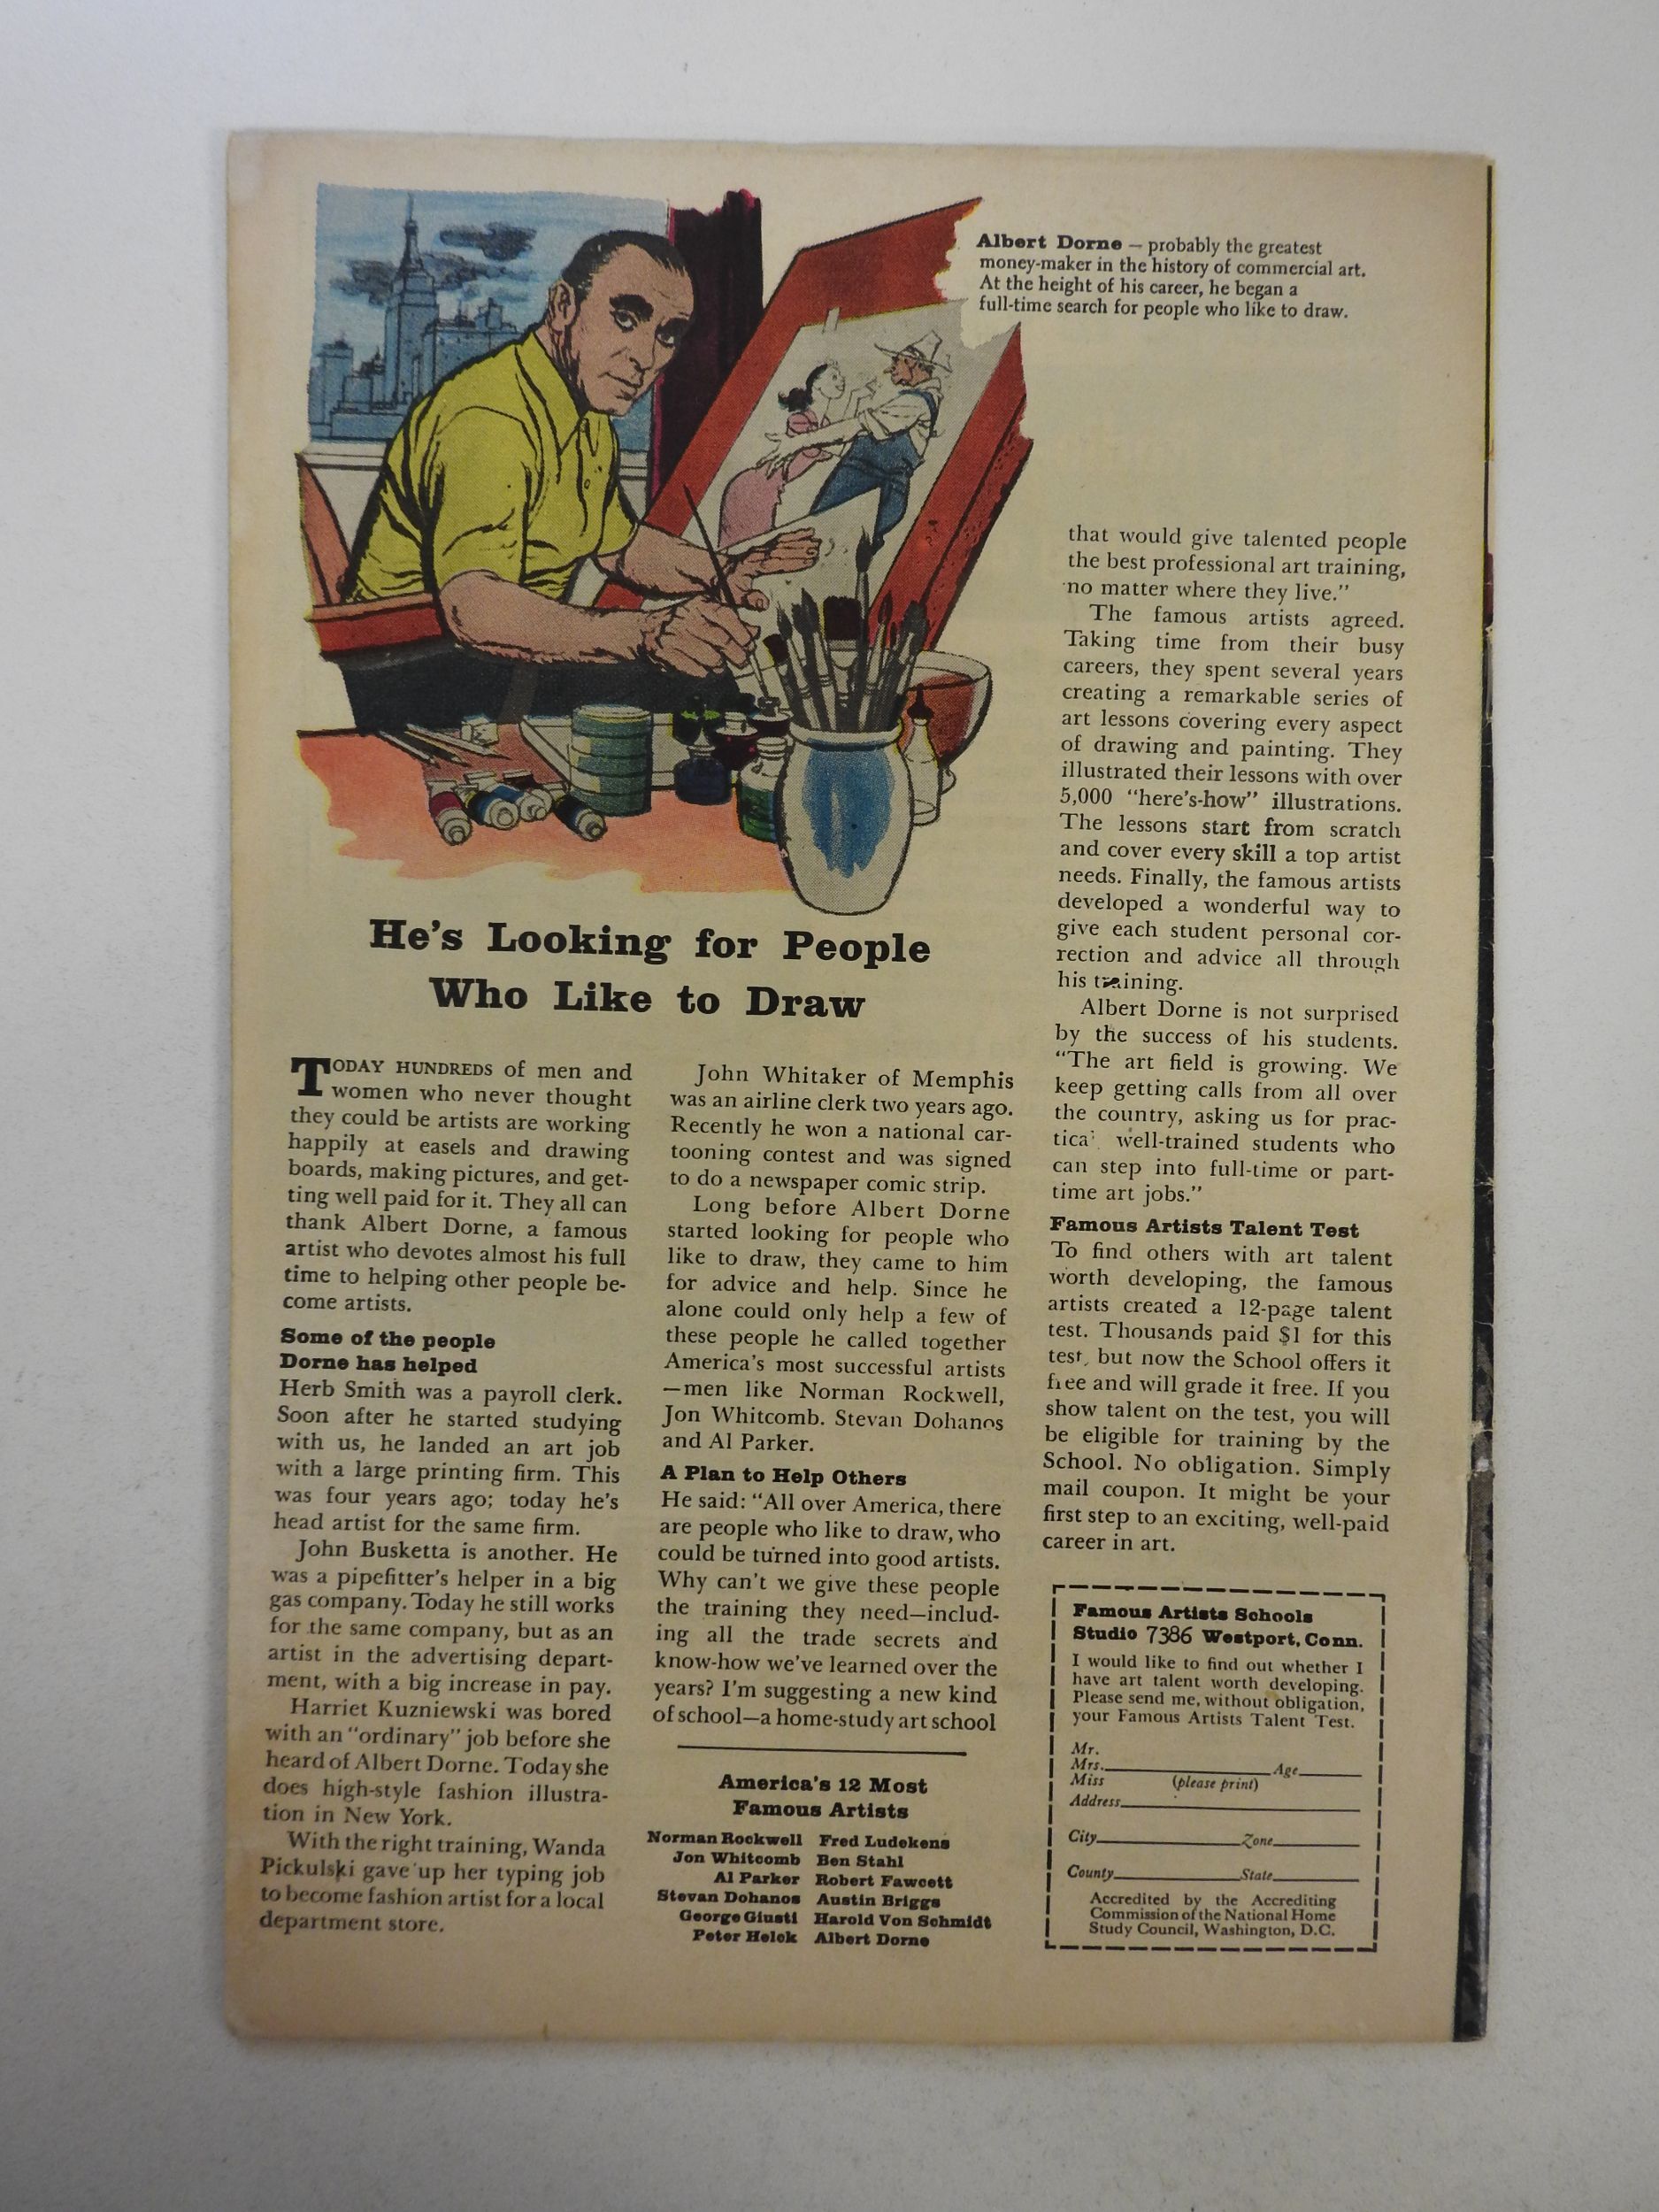 Albert Dorne — probably the greatest
money-maker in the history of commercial art.
At the height of his career, he began a
full-time search for people who like to draw.
He's Looking for People
Who Like to Draw
TODAY HUNDREDS of men and
women who never thought
they could be artists are working
happily at easels and drawing
boards, making pictures, and get-
ting well paid for it. They all can
thank Albert Dorne, a famous
artist who devotes almost his full
time to helping other people be-
come artists.
Some of the people
Dorne has helped
Herb Smith was a payroll clerk.
Soon after he started studying
with us, he landed an art job
with a large printing firm. This
was four years ago; today he's
head artist for the same firm.
John Busketta is another. He
was a pipefitter's helper in a big
gas company. Today he still works
for the same company, but as an
artist in the advertising depart-
ment, with a big increase in pay.
Harriet Kuzniewski was bored
with an "ordinary" job before she
heard of Albert Dorne. Today she
does high-style fashion illustra-
tion in New York.
With the right training, Wanda
Pickulski gave up her typing job
to become fashion artist for a local
department store.
John Whitaker of Memphis
was an airline clerk two years ago.
Recently he won a national car-
tooning contest and was signed
to do a newspaper comic strip.
Long before Albert Dorne
started looking for people who
like to draw, they came to him
for advice and help. Since he
alone could only help a few of
these people he called together
America's most successful artists
—men like Norman Rockwell,
Jon Whitcomb. Stevan Dohanos
and Al Parker.
A Plan to Help Others
He said: "All over America, there
are people who like to draw, who
could be turned into good artists.
Why can't we give these people
the training they need—includ-
ing all the trade secrets and
know-how we've learned over the
years? I'm suggesting a new kind
of school—a home-study art school
America's 12 Most
Famous Artists
Norman Rockwell Fred Ludekens
Jon Whitcomb Ben Stahl
Al Parker Robert Fawcett
Stevan Dohanos Austin Briggs
George Giusti Harold Von Schmidt
Peter Helck Albert Dorne
that would give talented people
the best professional art training,
no matter where they live."
The famous artists agreed.
Taking time from their busy
careers, they spent several years
creating a remarkable series of
art lessons covering every aspect
of drawing and painting. They
illustrated their lessons with over
5,000 "here's-how" illustrations.
The lessons start from scratch
and cover every skill a top artist
needs. Finally, the famous artists
developed a wonderful way to
give each student personal cor-
rection and advice all through
his training.
Albert Dorne is not surprised
by the success of his students.
"The art field is growing. We
keep getting calls from all over
the country, asking us for prac-
tical well-trained students who
can step into full-time or part-
time art jobs."
Famous Artists Talent Test
To find others with art talent
worth developing, the famous
artists created a 12-page talent
test. Thousands paid $1 for this
test, but now the School offers it
free and will grade it free. If you
show talent on the test, you will
be eligible for training by the
School. No obligation. Simply
mail coupon. It might be your
first step to an exciting, well-paid
career in art.
Famous Artists Schools
Studio 7386 Westport, Conn.
I would like to find out whether I
have art talent worth developing.
Please send me, without obligation,
your Famous Artists Talent Test.
Mr.
Mrs. Age
Miss (please print)
Address
City Zone
County State
Accredited by the Accrediting
Commission of the National Home
Study Council, Washington, D.C.